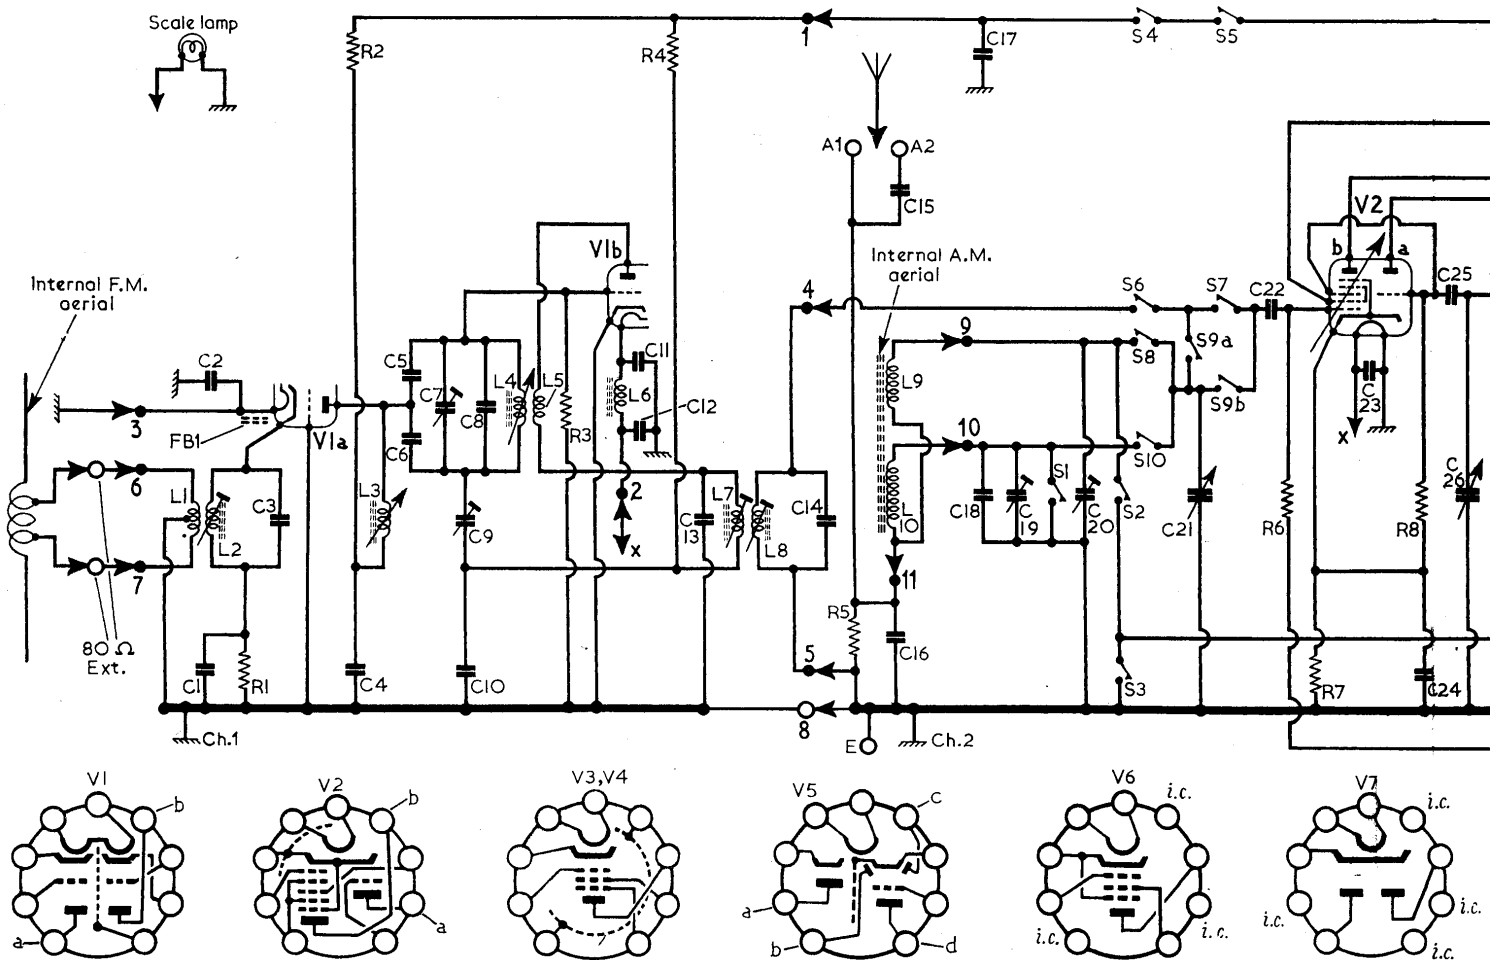 Scale lamp
R2
R4
1
C17
S4
S5
A1
A2
C15
V2
b
a
V1b
Internal F.M.
aerial
Internal A.M.
aerial
4
S6
S7
C22
C25
C2
C5
C7
C8
L4
L5
C11
L6
C12
9
S8
S9a
S9b
L9
C
23
x
3
FB1
V1a
C6
R3
10
S10
6
L1
L2
C3
L3
C9
2
x
C
13
L7
L8
C14
L
10
C18
C
19
S1
C
20
S2
C21
R6
R8
C
26
7
11
R5
80 Ω
Ext.
C1
R1
C4
C10
5
C16
S3
R7
C24
Ch.1
8
E
Ch.2
V1
b
a
V2
b
a
V3,V4
V5
c
a
b
d
V6
i.c.
i.c.
i.c.
V7
i.c.
i.c.
i.c.
i.c.